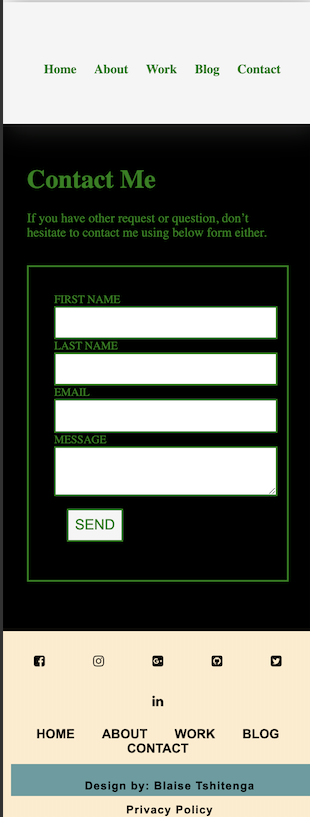 Home About Work Blog Contact
Contact Me
If you have other request or question, don't
hesitate to contact me using below form either.
FIRST NAME
LAST NAME
EMAIL
MESSAGE
SEND
HOME ABOUT WORK BLOG
CONTACT
Design by: Blaise Tshitenga
Privacy Policy